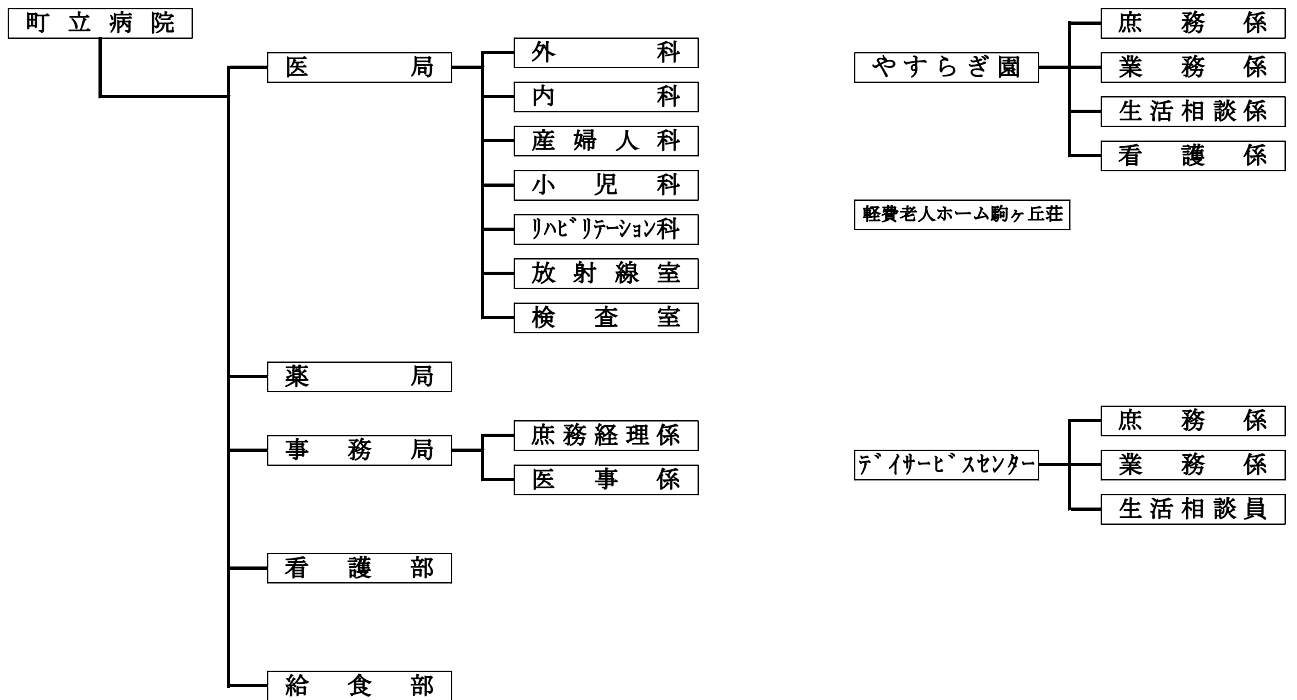 町立病院
医局
外科
内科
産婦人科
小児科
ﾘﾊﾋﾞﾘﾃｰｼｮﾝ科
放射線室
検査室
薬局
事務局
庶務経理係
医事係
看護部
給食部
やすらぎ園
庶務係
業務係
生活相談係
看護係
軽費老人ホーム駒ヶ丘荘
ﾃﾞｲｻｰﾋﾞｽｾﾝﾀｰ
庶務係
業務係
生活相談員